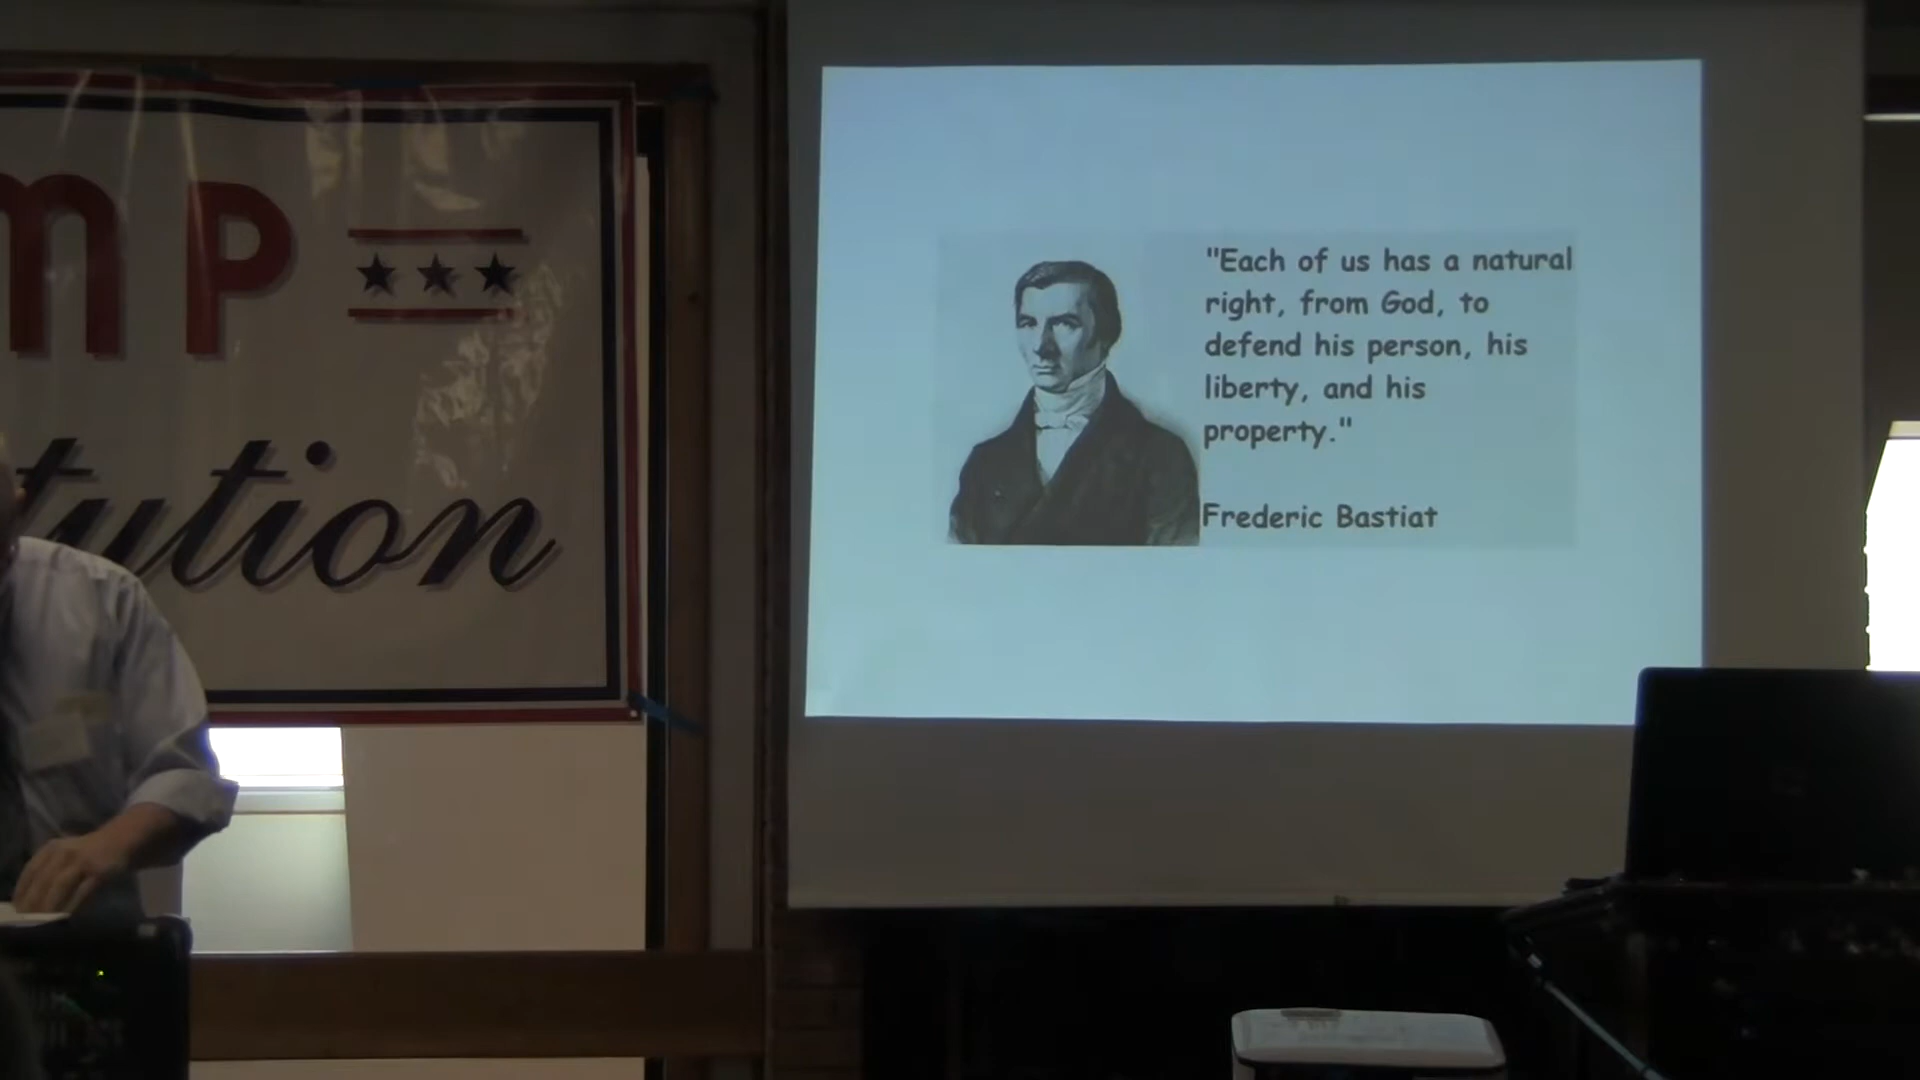 mp
tution
"Each of us has a natural
right, from God, to
defend his person, his
liberty, and his
property."
Frederic Bastiat